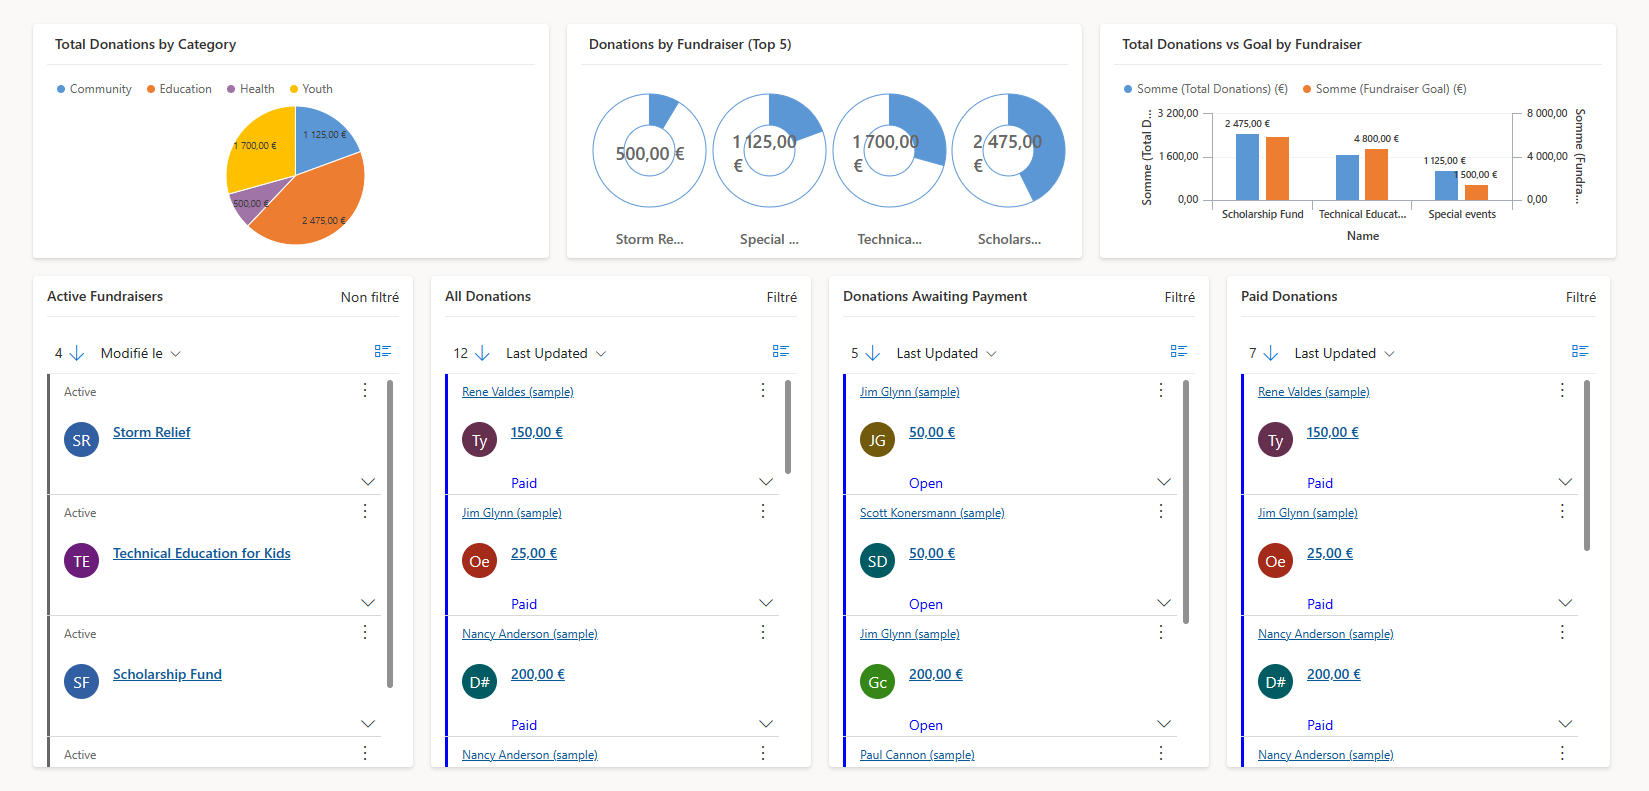 Total Donations by Category
Community Education Health Youth
1 125,00 €
1 700,00 €
500,00 €
2 475,00 €
Donations by Fundraiser (Top 5)
500,00 €
1 125,00 €
1 700,00 €
2 475,00 €
Storm Re...
Special ...
Technica...
Scholars...
Total Donations vs Goal by Fundraiser
Somme (Total Donations) (€) Somme (Fundraiser Goal) (€)
Somme (Total D...
3 200,00
1 600,00
0,00
2 475,00 €
4 800,00 €
1 125,00 €
1 500,00 €
8 000,00
4 000,00
0,00
Somme (Fundra...
Scholarship Fund
Technical Educat...
Special events
Name
Active Fundraisers
Non filtré
4 Modifié le
Active
SR
Storm Relief
Active
TE
Technical Education for Kids
Active
SF
Scholarship Fund
Active
All Donations
Filtré
12 Last Updated
Rene Valdes (sample)
Ty
150,00 €
Paid
Jim Glynn (sample)
Oe
25,00 €
Paid
Nancy Anderson (sample)
D#
200,00 €
Paid
Nancy Anderson (sample)
Donations Awaiting Payment
Filtré
5 Last Updated
Jim Glynn (sample)
JG
50,00 €
Open
Scott Konersmann (sample)
SD
50,00 €
Open
Jim Glynn (sample)
Gc
200,00 €
Open
Paul Cannon (sample)
Paid Donations
Filtré
7 Last Updated
Rene Valdes (sample)
Ty
150,00 €
Paid
Jim Glynn (sample)
Oe
25,00 €
Paid
Nancy Anderson (sample)
D#
200,00 €
Paid
Nancy Anderson (sample)